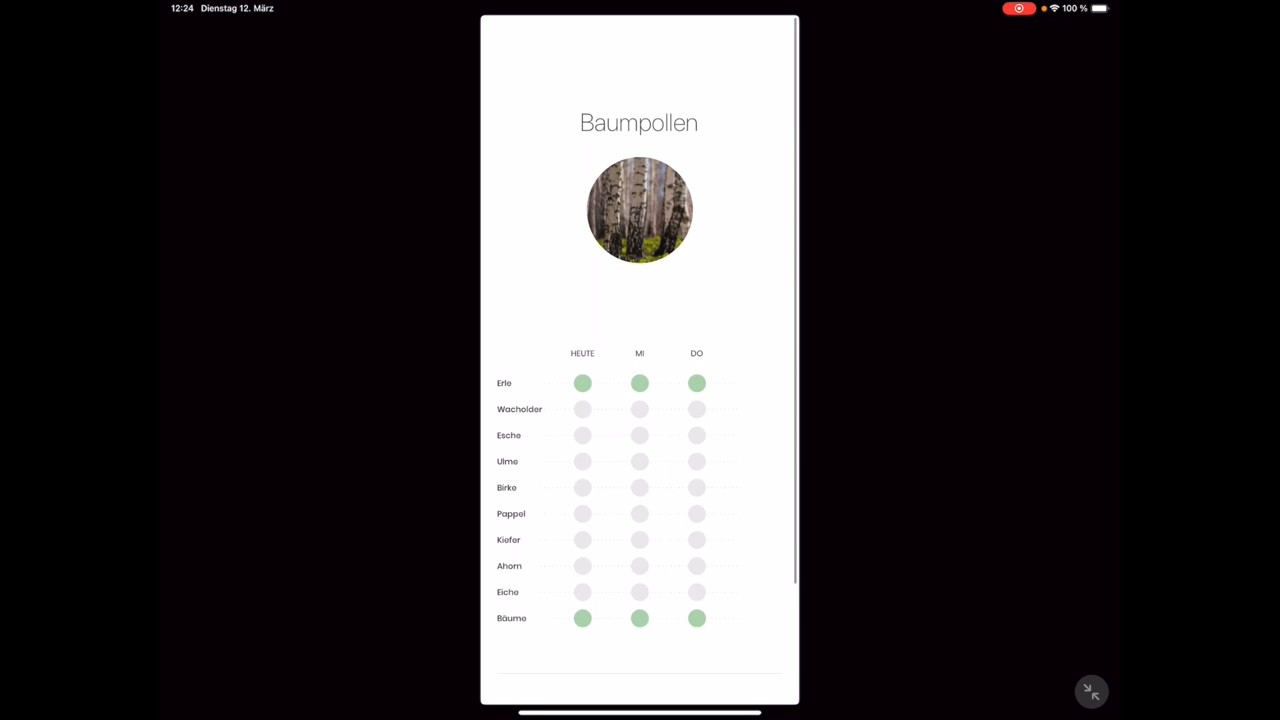 12:24 Dienstag 12. März
100 %
Baumpollen
HEUTE MI DO
Erle
Wacholder
Esche
Ulme
Birke
Pappel
Kiefer
Ahorn
Eiche
Bäume